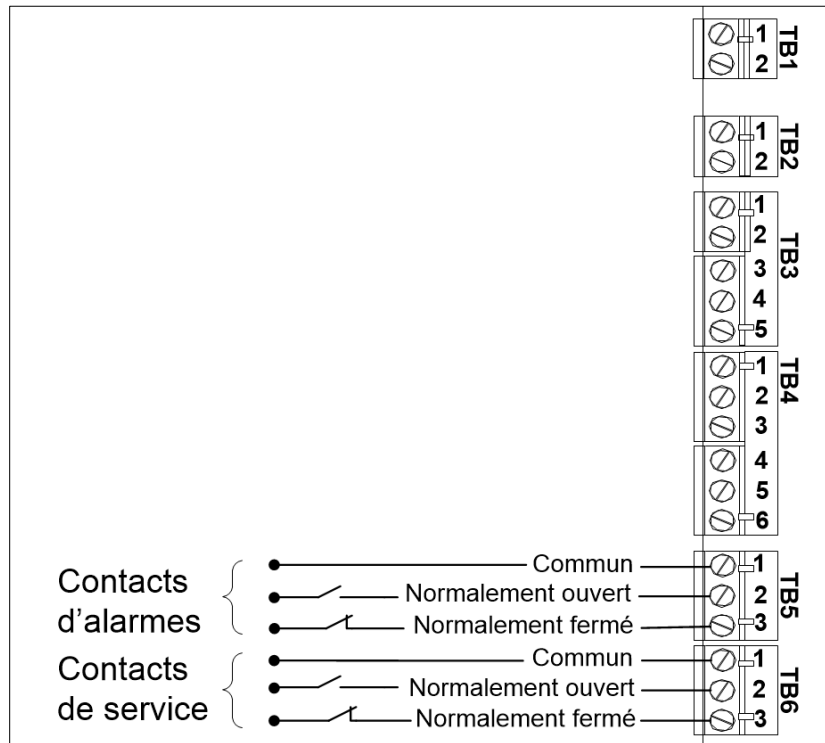 1
2
TB1
1
2
TB2
1
2
3
4
5
TB3
1
2
3
4
5
6
TB4
Contacts
d'alarmes
Commun 1
Normalement ouvert 2
Normalement fermé 3
TB5
Contacts
de service
Commun 1
Normalement ouvert 2
Normalement fermé 3
TB6